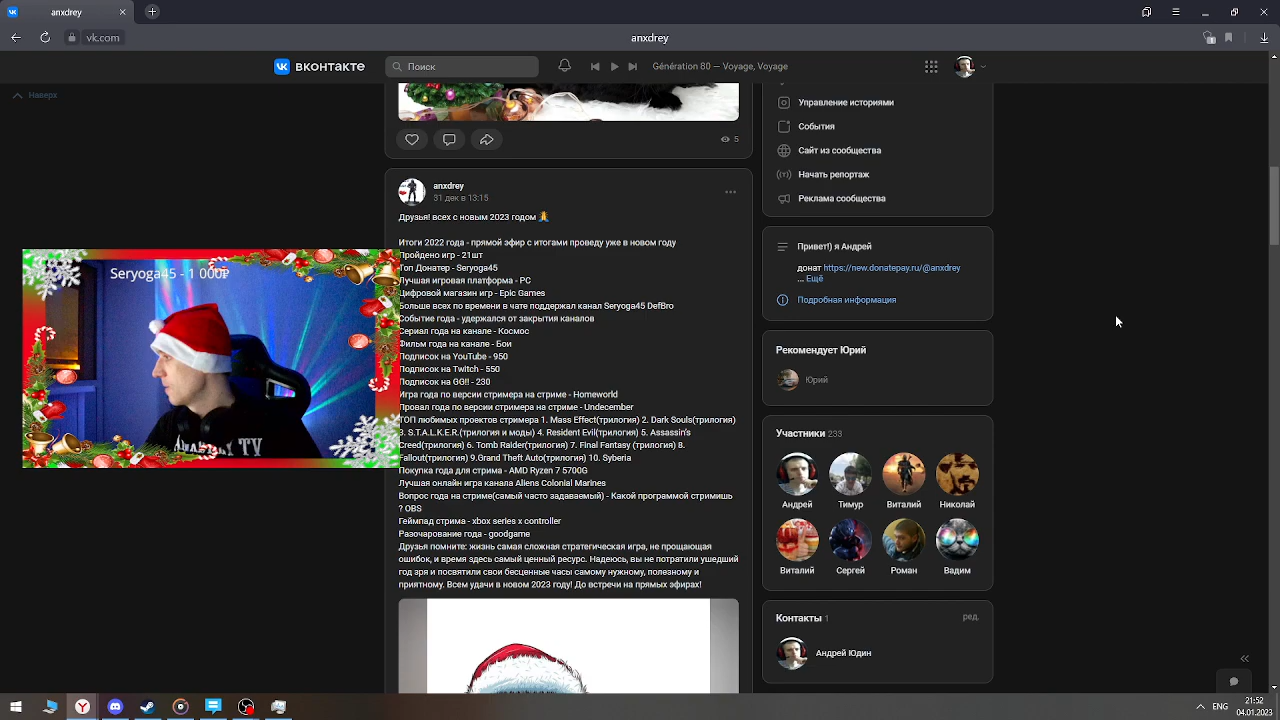 anxdrey
vk.com
anxdrey
вконтакте
Поиск
Génération 80 — Voyage, Voyage
Наверх
5
anxdrey
31 дек в 13:15
Друзья! всех с новым 2023 годом
Итоги 2022 года - прямой эфир с итогами проведу уже в новом году
Пройдено игр - 21шт
Топ Донатер - Seryoga45
Лучшая игровая платформа - PC
Цифровой магазин игр - Epic Games
Больше всех по времени в чате поддержал канал Seryoga45 DefBro
Событие года - удержался от закрытия каналов
Сериал года на канале - Космос
Фильм года на канале - Бои
Подписок на YouTube - 950
Подписок на Twitch - 550
Подписок на GG!! - 230
Игра года по версии стримера на стриме - Homeworld
Провал года по версии стримера на стриме - Undecember
ТОП любимых проектов стримера 1. Mass Effect(трилогия) 2. Dark Souls(трилогия)
3. S.T.A.L.K.E.R.(трилогия и моды) 4. Resident Evil(трилогия) 5. Assassin's
Creed(трилогия) 6. Tomb Ralder(трилогия) 7. Final Fantasy (трилогия) 8.
Fallout(трилогия) 9.Grand Theft Auto(трилогия) 10. Syberia
Покупка года для стрима - AMD Ryzen 7 5700G
Лучшая онлайн игра канала Aliens Colonial Marines
Вопрос года на стриме(самый часто задаваемый) - Какой программой стримишь
? OBS
Геймпад стрима - xbox series x controller
Разочарование года - goodgame
Друзья помните: жизнь самая сложная стратегическая игра, не прощающая
ошибок, и время здесь самый ценный ресурс. Надеюсь, вы не потратили ушедший
год зря и посвятили свои бесценные часы самому нужному, полезному и
приятному. Всем удачи в новом 2023 году! До встречи на прямых эфирах!
Seryoga45 - 1 000₽
Управление историями
События
Сайт из сообщества
Начать репортаж
Реклама сообщества
Привет!) я Андрей
донат https://new.donatepay.ru/@anxdrey
... Ещё
Подробная информация
Рекомендует Юрий
Юрий
Участники 233
Андрей
Тимур
Виталий
Николай
Виталий
Сергей
Роман
Вадим
Контакты 1
ред.
Андрей Юдин
ENG
21:52
04.01.2023